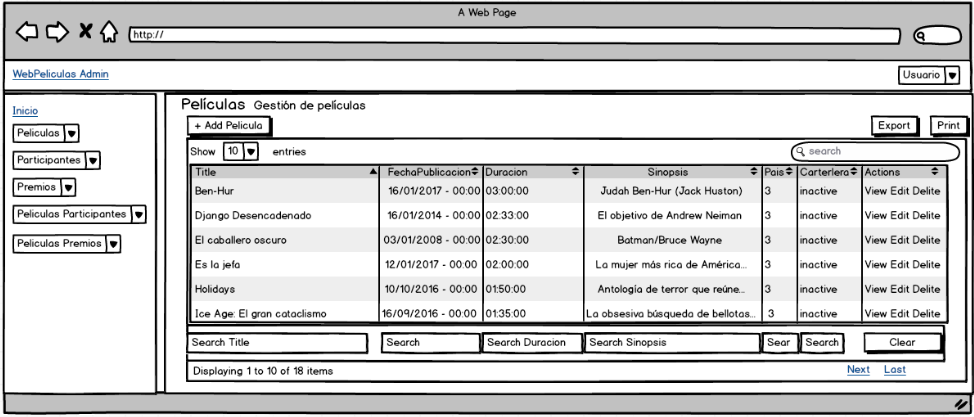 A Web Page
http://
WebPeliculas Admin Usuario
Inicio
Peliculas
Participantes
Premios
Peliculas Participantes
Peliculas Premios
Películas Gestión de películas
+ Add Pelicula Export Print
Show 10 entries search
Title FechaPublicacion Duracion Sinopsis Pais Carterlera Actions
Ben-Hur 16/01/2017 - 00:00 03:00:00 Judah Ben-Hur (Jack Huston) 3 inactive View Edit Delite
Django Desencadenado 16/01/2014 - 00:00 02:33:00 El objetivo de Andrew Neiman 3 inactive View Edit Delite
El caballero oscuro 03/01/2008 - 00:00 02:30:00 Batman/Bruce Wayne 3 inactive View Edit Delite
Es la jefa 12/01/2017 - 00:00 02:00:00 La mujer más rica de América... 3 inactive View Edit Delite
Holidays 10/10/2016 - 00:00 01:50:00 Antología de terror que reúne... 3 inactive View Edit Delite
Ice Age: El gran cataclismo 16/09/2016 - 00:00 01:35:00 La obsesiva búsqueda de bellotas... 3 inactive View Edit Delite
Search Title Search Search Duracion Search Sinopsis Sear Search Clear
Displaying 1 to 10 of 18 items Next Last